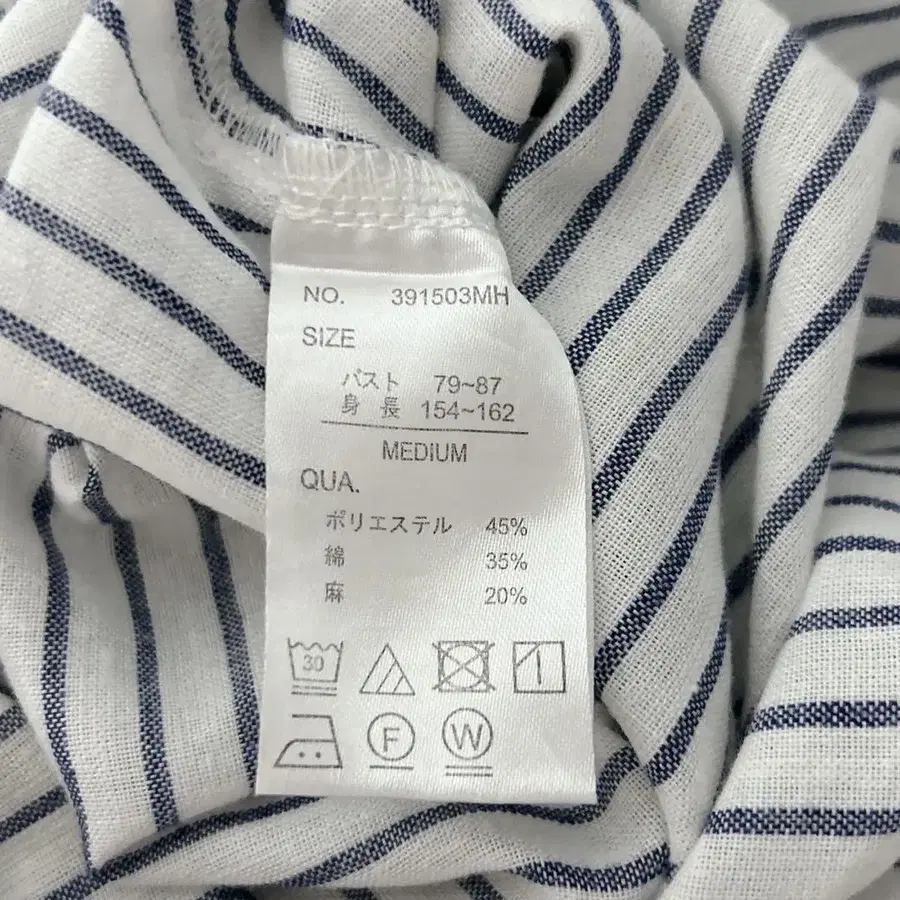 NO. 391503MH
SIZE
バスト 79~87
身長 154~162
MEDIUM
QUA.
ポリエステル 45%
綿 35%
麻 20%
30
F
W